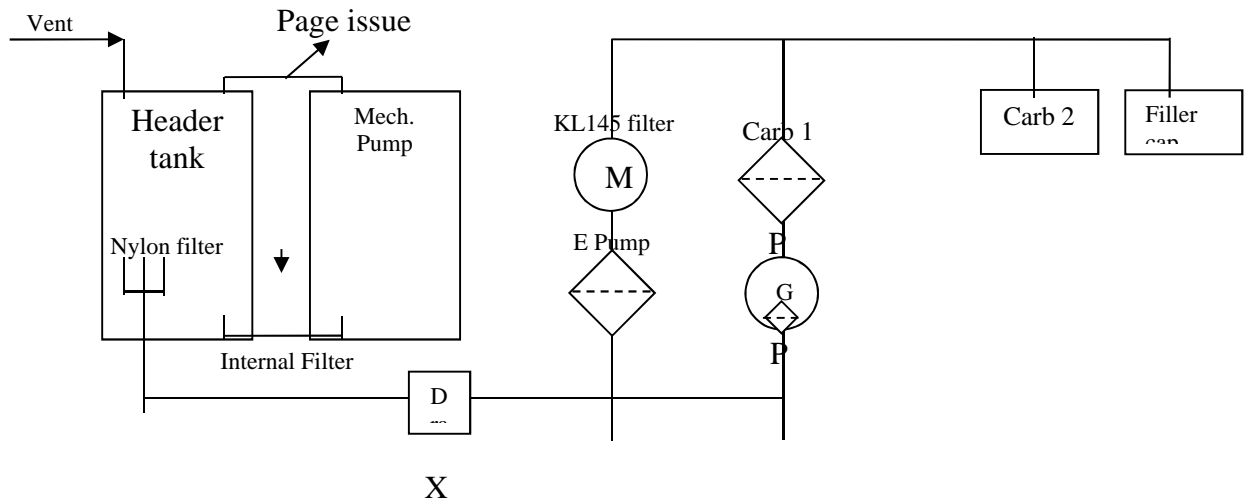 Vent
Page issue
Header
tank
Mech.
Pump
KL145 filter
Carb 1
Carb 2
Filler
M
Nylon filter
E Pump
P
G
Internal Filter
P
D
X